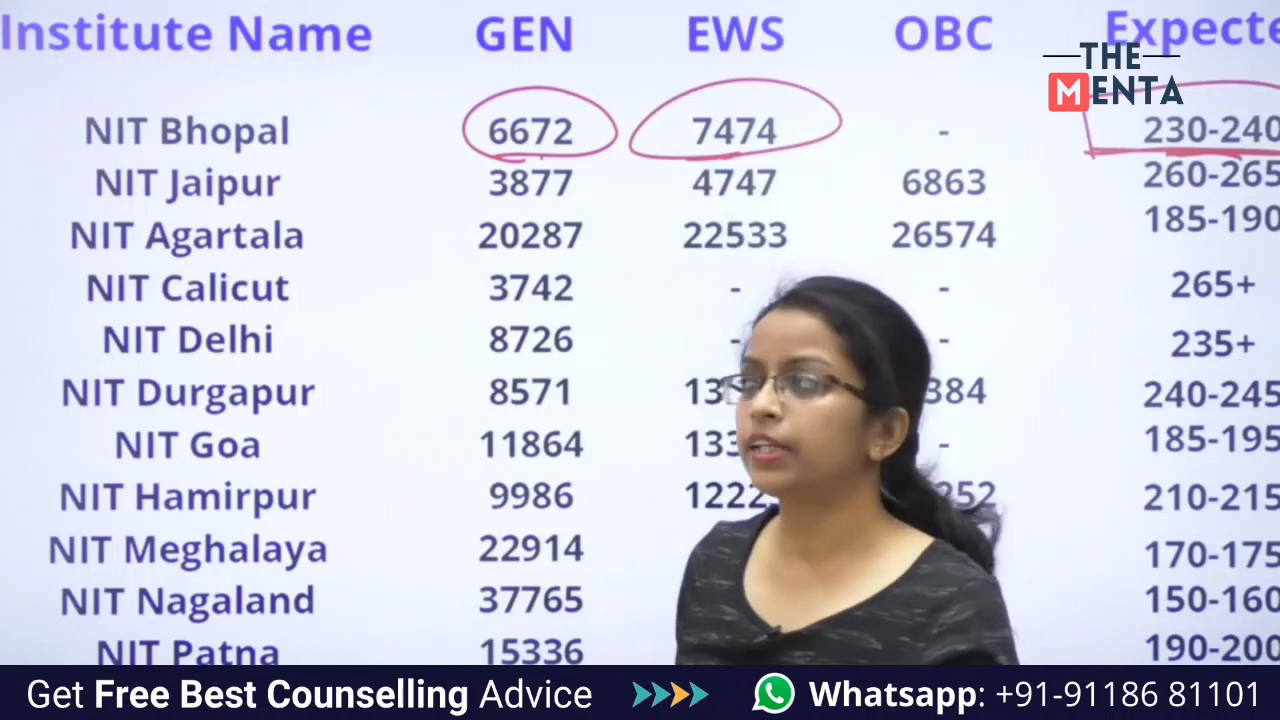 Institute Name GEN EWS OBC
THE
MENTA
NIT Bhopal 6672 7474 - 230-240
NIT Jaipur 3877 4747 6863 260-265
NIT Agartala 20287 22533 26574 185-190
NIT Calicut 3742 - - 265+
NIT Delhi 8726 - - 235+
NIT Durgapur 8571 240-245
NIT Goa 11864 - 185-195
NIT Hamirpur 9986 210-215
NIT Meghalaya 22914 170-175
NIT Nagaland 37765 150-160
NIT Patna 15336 190-200
Get Free Best Counselling Advice Whatsapp: +91-91186 81101